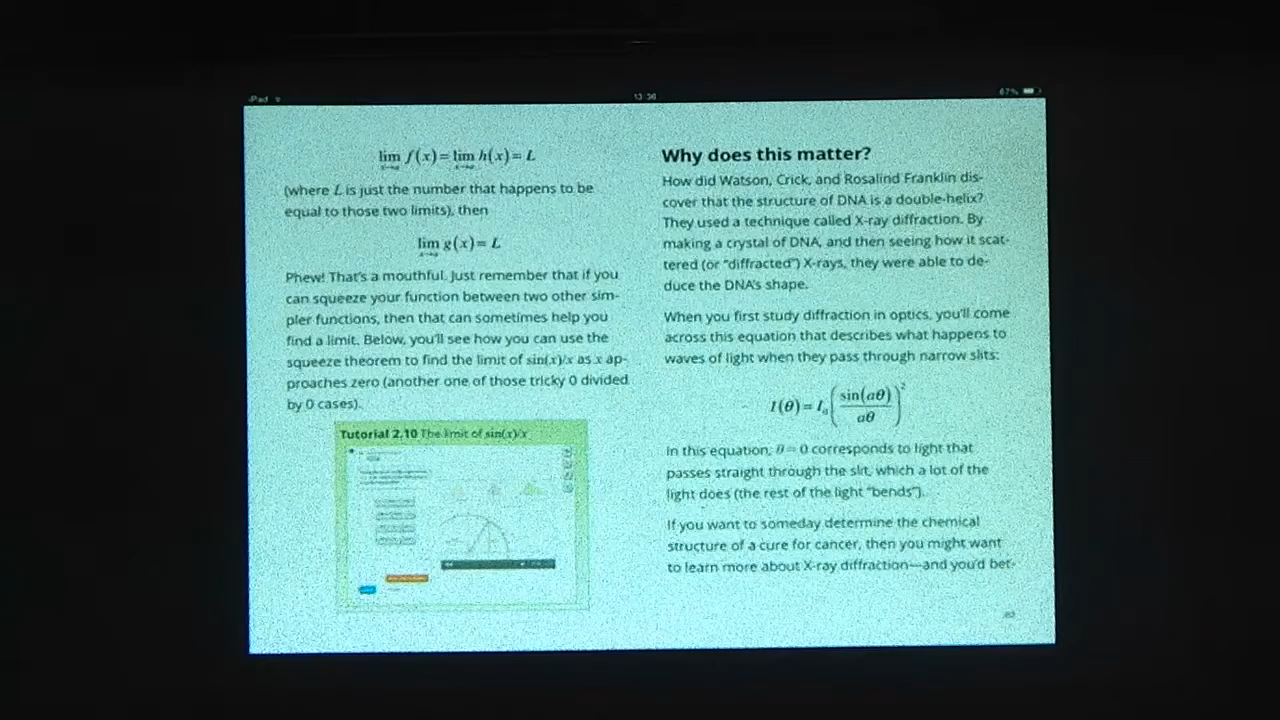 iPad
13:36
67%
lim f(x) = lim h(x) = L
(where L is just the number that happens to be
equal to those two limits), then
lim g(x) = L
Phew! That's a mouthful. Just remember that if you
can squeeze your function between two other sim-
pler functions, then that can sometimes help you
find a limit. Below, you'll see how you can use the
squeeze theorem to find the limit of sin(x)/x as x ap-
proaches zero (another one of those tricky 0 divided
by 0 cases).
Tutorial 2.10 The limit of sin(x)/x
Why does this matter?
How did Watson, Crick, and Rosalind Franklin dis-
cover that the structure of DNA is a double-helix?
They used a technique called X-ray diffraction. By
making a crystal of DNA, and then seeing how it scat-
tered (or "diffracted") X-rays, they were able to de-
duce the DNA's shape.
When you first study diffraction in optics, you'll come
across this equation that describes what happens to
waves of light when they pass through narrow slits:
I(θ) = I₀(sin(aθ)/aθ)²
In this equation, θ = 0 corresponds to light that
passes straight through the slit, which a lot of the
light does (the rest of the light "bends").
If you want to someday determine the chemical
structure of a cure for cancer, then you might want
to learn more about X-ray diffraction—and you'd bet-